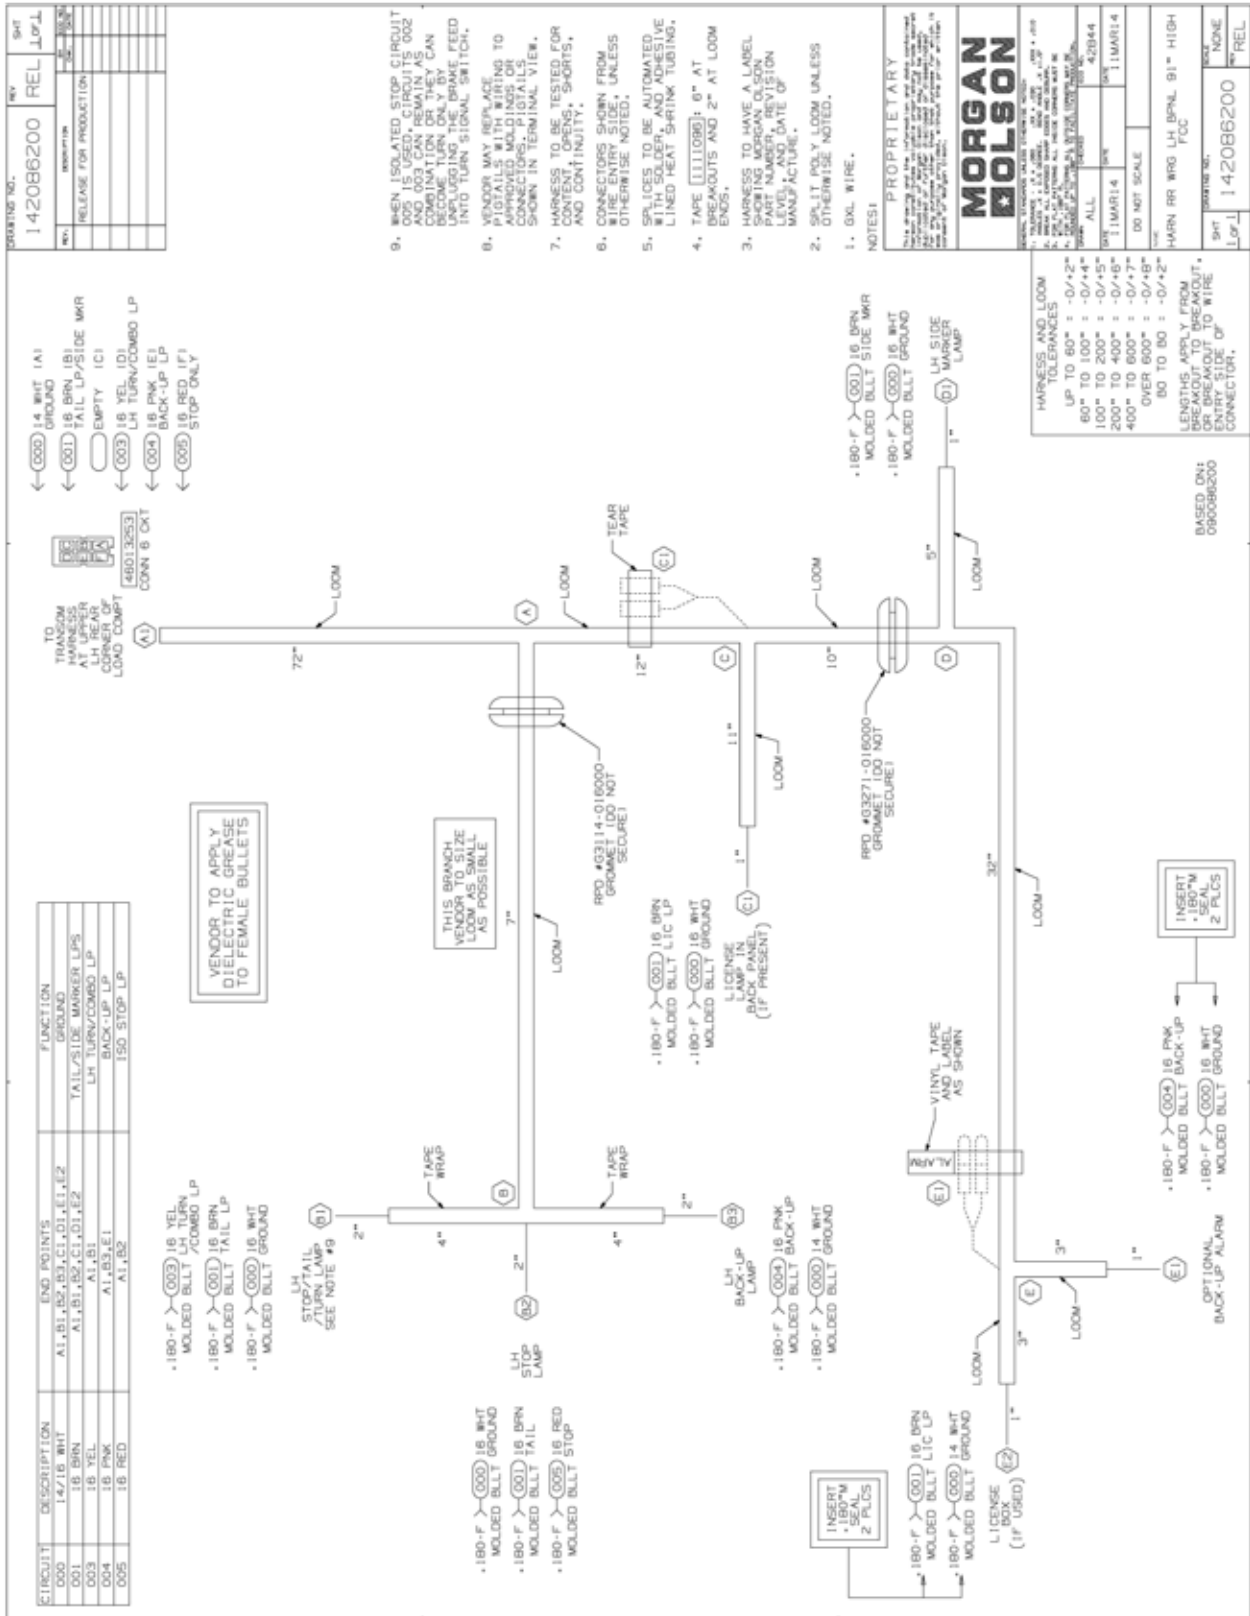 CIRCUIT DESCRIPTION END POINTS FUNCTION
000 14/16 WHT A1,B1,B2,B3,C1,D1,E1,E2 GROUND
001 16 BRN A1,B1,B2,C1,D1,E2 TAIL/SIDE MARKER LPS
003 16 YEL A1,B1 LH TURN/COMBO LP
004 16 PNK A1,B3,E1 BACK-UP LP
005 16 RED A1,B2 ISO STOP LP
VENDOR TO APPLY
DIELECTRIC GREASE
TO FEMALE BULLETS
TO
TRANSOM
HARNESS
AT UPPER
LH REAR
CORNER OF
LOAD COMPT
46013253
CONN 6 CKT
000 14 WHT (A)
GROUND
001 16 BRN (B)
TAIL LP/SIDE MKR
EMPTY (C)
003 16 YEL (D)
LH TURN/COMBO LP
004 16 PNK (E)
BACK-UP LP
005 16 RED (F)
STOP ONLY
DRAWING NO.
142086200
REV
REL
SHT
1 OF 1
REV.
DESCRIPTION
RELEASE FOR PRODUCTION
A1
72"
LOOM
A
.180-F 003 16 YEL
MOLDED BLLT LH TURN
/COMBO LP
.180-F 001 16 BRN
MOLDED BLLT TAIL LP
.180-F 000 16 WHT
MOLDED BLLT GROUND
LH
STOP/TAIL
/TURN LAMP
SEE NOTE #9
B1
2"
4"
TAPE
WRAP
B
THIS BRANCH
VENDOR TO SIZE
LOOM AS SMALL
AS POSSIBLE
7"
LOOM
RPD #G3114-016000
GROMMET (DO NOT
SECURE)
LOOM
12"
TEAR
TAPE
C1
.180-F 000 16 WHT
MOLDED BLLT GROUND
.180-F 001 16 BRN
MOLDED BLLT TAIL
.180-F 005 16 RED
MOLDED BLLT STOP
LH
STOP
LAMP
B2
2"
4"
TAPE
WRAP
2"
B3
LH
BACK-UP
LAMP
.180-F 004 16 PNK
MOLDED BLLT BACK-UP
.180-F 000 14 WHT
MOLDED BLLT GROUND
.180-F 001 16 BRN
MOLDED BLLT LIC LP
.180-F 000 16 WHT
MOLDED BLLT GROUND
LICENSE
LAMP IN
BACK PANEL
(IF PRESENT)
C1
1"
11"
LOOM
C
LOOM
10"
RPD #G3271-016000
GROMMET (DO NOT
SECURE)
D
5"
LOOM
1"
D1
LH SIDE
MARKER
LAMP
.180-F 001 16 BRN
MOLDED BLLT SIDE MKR
.180-F 000 16 WHT
MOLDED BLLT GROUND
32"
LOOM
VINYL TAPE
AND LABEL
AS SHOWN
ALARM
E1
E
3"
LOOM
1"
E1
OPTIONAL
BACK-UP ALARM
.180-F 004 16 PNK
MOLDED BLLT BACK-UP
.180-F 000 16 WHT
MOLDED BLLT GROUND
INSERT
.180"M
SEAL
2 PLCS
LOOM
3"
1"
E2
LICENSE
BOX
(IF USED)
.180-F 001 16 BRN
MOLDED BLLT LIC LP
.180-F 000 14 WHT
MOLDED BLLT GROUND
INSERT
.180"M
SEAL
2 PLCS
9. WHEN ISOLATED STOP CIRCUIT
005 IS USED, CIRCUITS 002
AND 003 CAN REMAIN AS
COMBINATION OR THEY CAN
BECOME TURN ONLY BY
UNPLUGGING THE BRAKE FEED
INTO TURN SIGNAL SWITCH.
8. VENDOR MAY REPLACE
PIGTAILS WITH WIRING TO
APPROVED MOLDINGS OR
CONNECTORS. PIGTAILS
SHOWN IN TERMINAL VIEW.
7. HARNESS TO BE TESTED FOR
CONTENT, OPENS, SHORTS,
AND CONTINUITY.
6. CONNECTORS SHOWN FROM
WIRE ENTRY SIDE, UNLESS
OTHERWISE NOTED.
5. SPLICES TO BE AUTOMATED,
WITH SOLDER, AND ADHESIVE
LINED HEAT SHRINK TUBING.
4. TAPE [111106]: 6" AT
BREAKOUTS AND 2" AT LOOM
ENDS.
3. HARNESS TO HAVE A LABEL
SHOWING MORGAN OLSON
PART NUMBER, REVISION
LEVEL AND DATE OF
MANUFACTURE.
2. SPLIT POLY LOOM UNLESS
OTHERWISE NOTED.
1. GXL WIRE.
NOTES:
BASED ON:
090086200
HARNESS AND LOOM
TOLERANCES
UP TO 60" : -0/+2"
60" TO 100" : -0/+4"
100" TO 200" : -0/+5"
200" TO 400" : -0/+6"
400" TO 600" : -0/+7"
OVER 600" : -0/+8"
BO TO BO : -0/+2"
LENGTHS APPLY FROM
BREAKOUT TO BREAKOUT,
OR BREAKOUT TO WIRE
ENTRY SIDE OF
CONNECTOR.
PROPRIETARY
MORGAN
OLSON
ALL
42844
DATE
11MAR14
DATE
11MAR14
DO NOT SCALE
HARN RR WRG LH BPNL 91" HIGH
FCC
SHT
1 OF 1
DRAWING NO.
142086200
SCALE
NONE
REV
REL